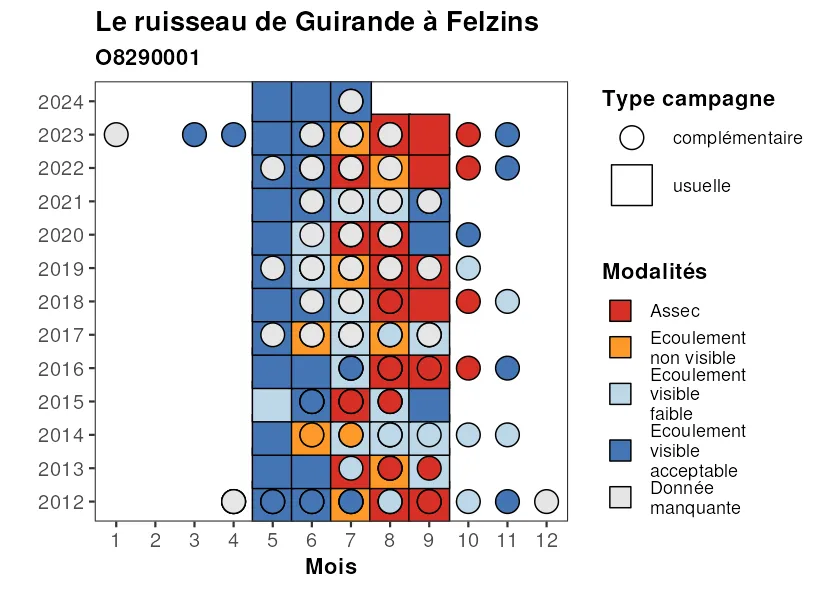 Le ruisseau de Guirande à Felzins
O8290001
2024
2023
2022
2021
2020
2019
2018
2017
2016
2015
2014
2013
2012
1 2 3 4 5 6 7 8 9 10 11 12
Mois
Type campagne
complémentaire
usuelle
Modalités
Assec
Ecoulement
non visible
Ecoulement
visible
faible
Ecoulement
visible
acceptable
Donnée
manquante